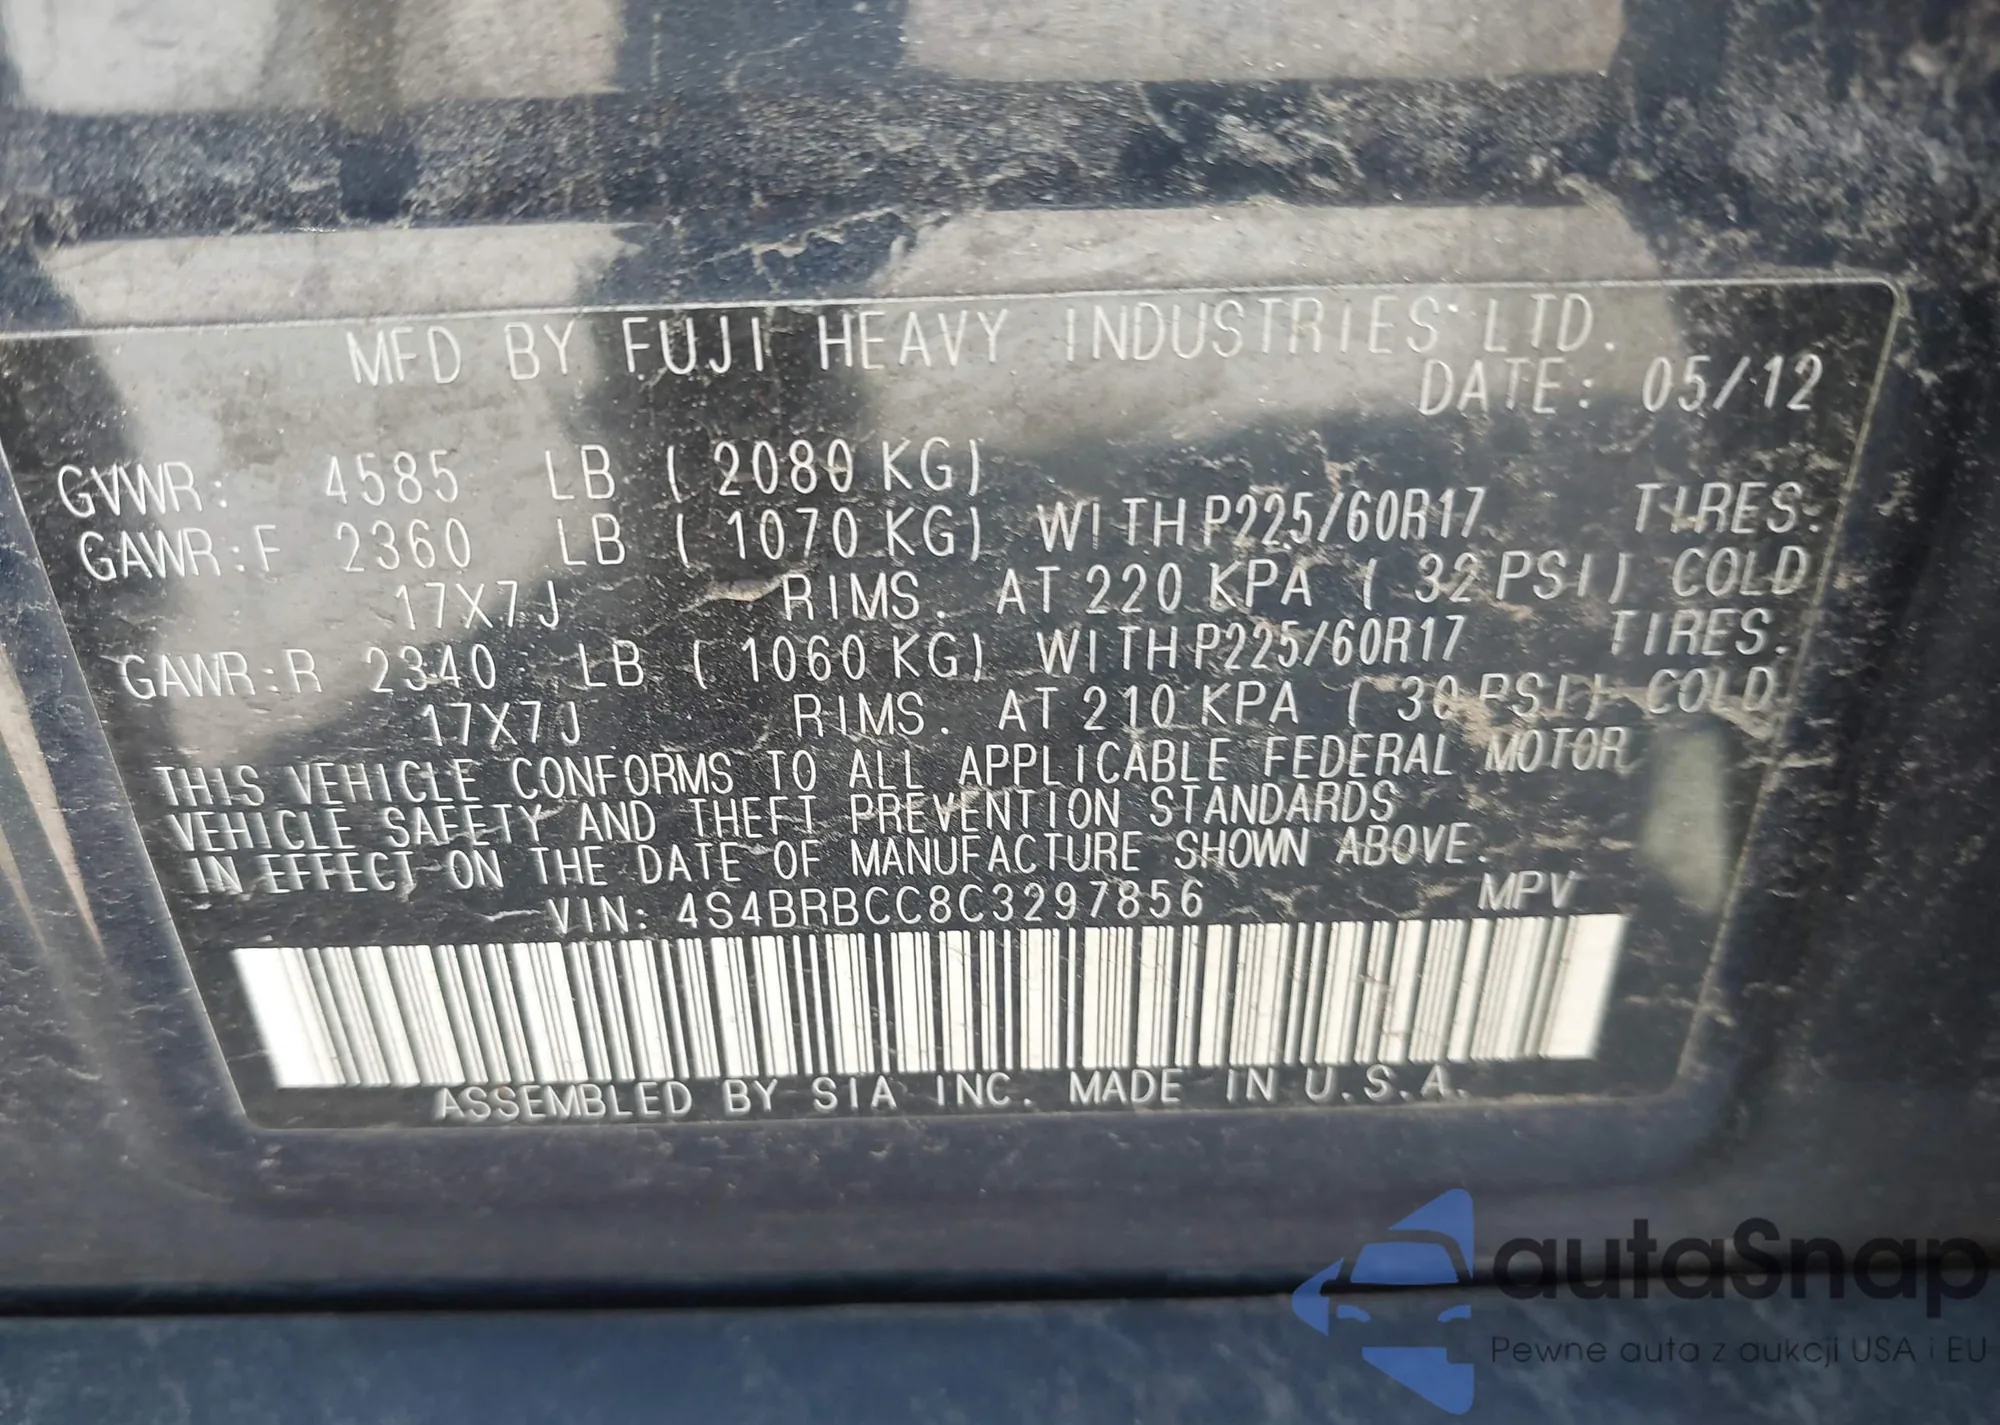 MFD BY FUJI HEAVY INDUSTRIES LTD.
DATE: 05/12
GVWR: 4585 LB ( 2080 KG)
GAWR:F 2360 LB ( 1070 KG) WITH P225/60R17 TIRES.
17X7J RIMS. AT 220 KPA ( 32 PSI) COLD
GAWR:R 2340 LB ( 1060 KG) WITH P225/60R17 TIRES.
17X7J RIMS. AT 210 KPA ( 30 PSI) COLD
THIS VEHICLE CONFORMS TO ALL APPLICABLE FEDERAL MOTOR
VEHICLE SAFETY AND THEFT PREVENTION STANDARDS
IN EFFECT ON THE DATE OF MANUFACTURE SHOWN ABOVE.
VIN: 4S4BRBCC8C3297856 MPV
ASSEMBLED BY SIA INC. MADE IN U.S.A.
autaSnap
Pewne auta z aukcji USA i EU